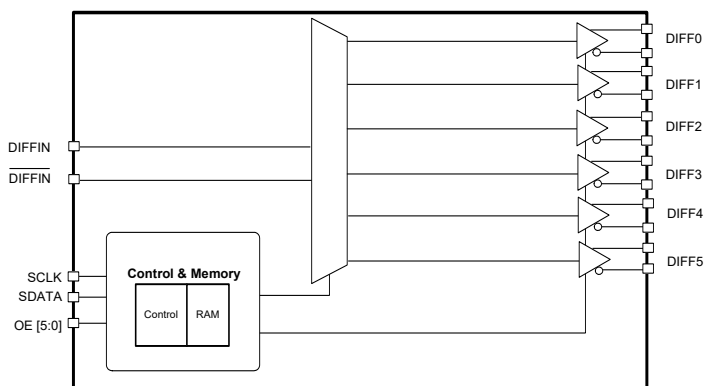 DIFF0
DIFF1
DIFF2
DIFFIN
DIFFIN
DIFF3
DIFF4
DIFF5
Control & Memory
SCLK
SDATA
OE [5:0]
Control
RAM